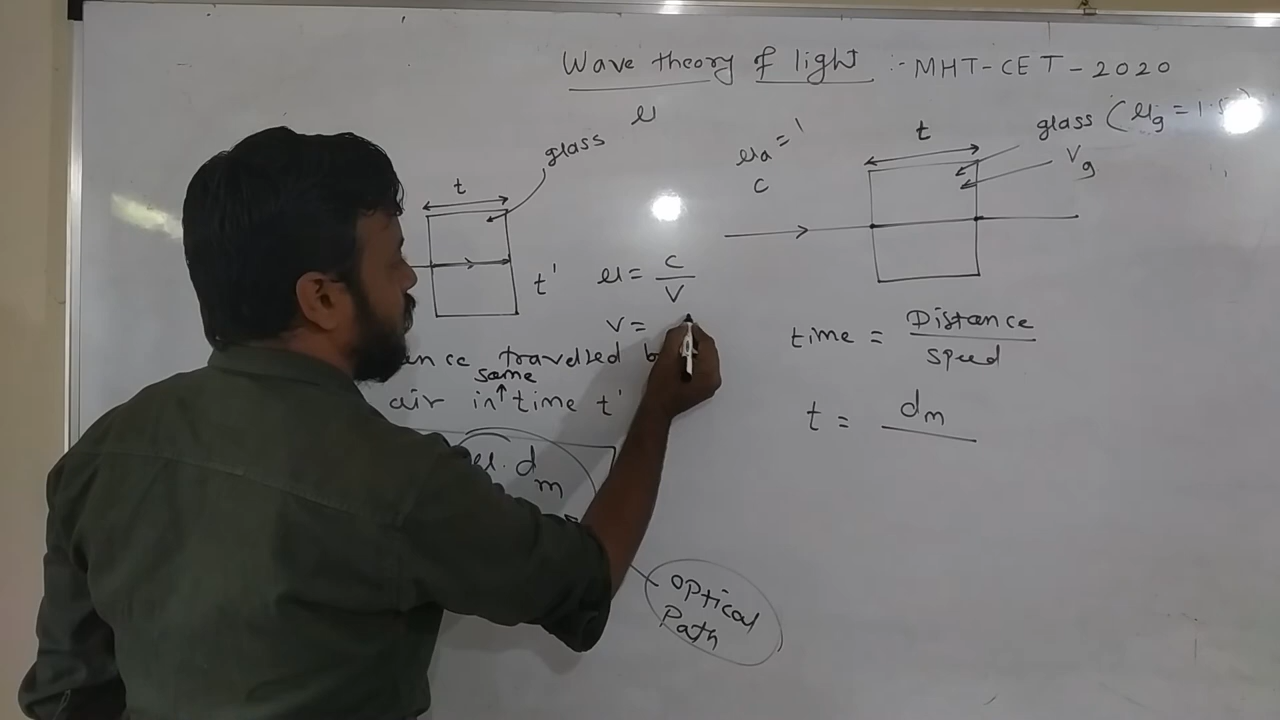 Wave theory of light :- MHT-CET-2020
μ
glass
t
t'
μ = c/v
v =
travelled
same
air in↑time t'
μ. dm
optical
Path
μa = 1
c
t
glass (μg = 1.5)
Vg
time = Distance/speed
t = dm